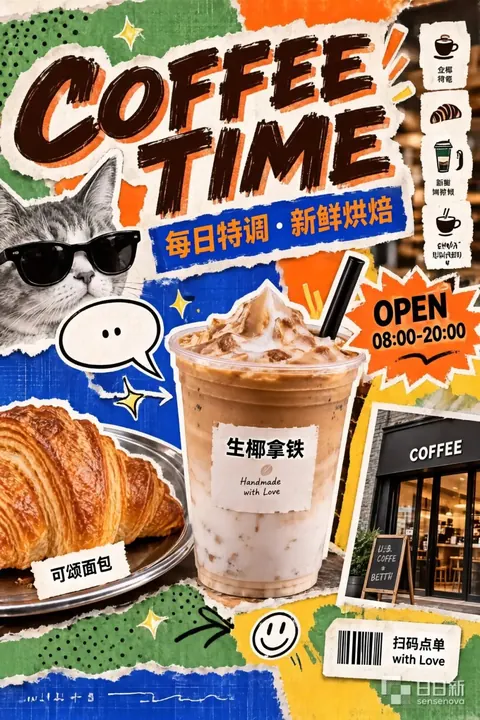 COFFEE
TIME
每日特调 · 新鲜烘焙
OPEN
08:00-20:00
生椰拿铁
Handmade
with Love
COFFEE
可颂面包
扫码点单
with Love
日日新
sensenova